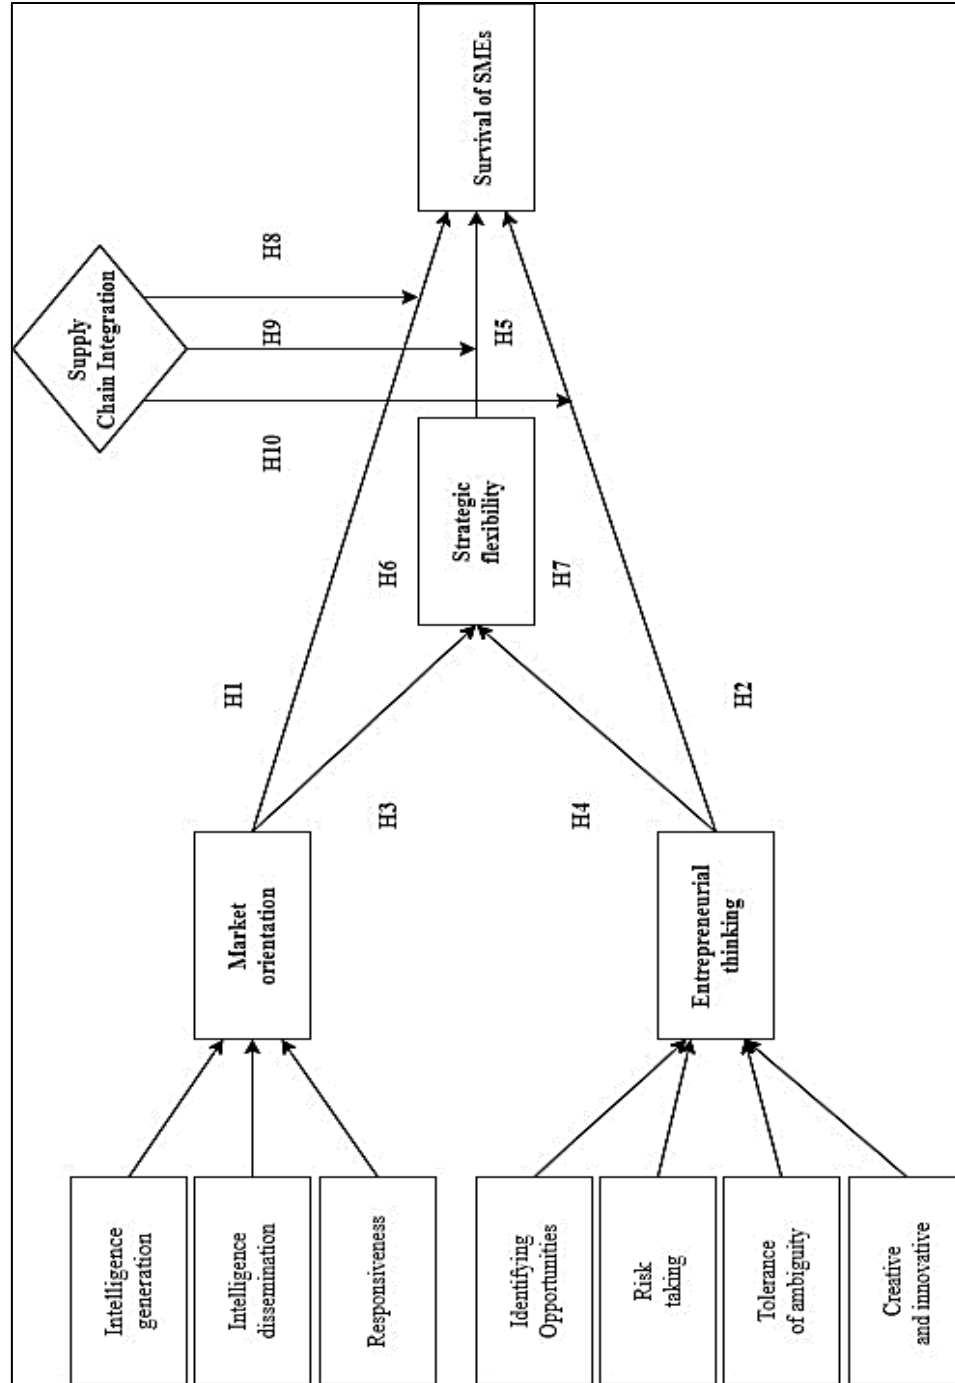 Intelligence
generation
Intelligence
dissemination
Responsiveness
Identifying
Opportunities
Risk
taking
Tolerance
of ambiguity
Creative
and innovative
Market
orientation
Entrepreneurial
thinking
H1
H3
H4
H2
H6
H7
Strategic
flexibility
H10
H9
H8
H5
Supply
Chain Integration
Survival of SMEs